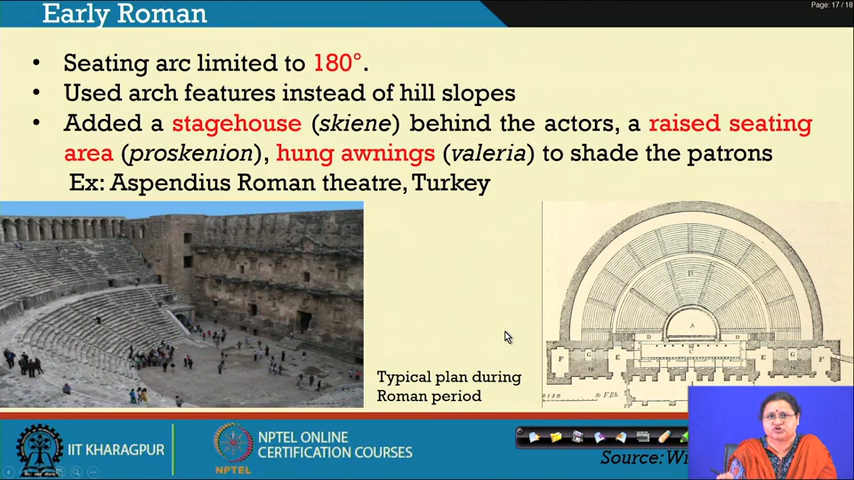 Page: 17 / 18
Early Roman
• Seating arc limited to 180°.
• Used arch features instead of hill slopes
• Added a stagehouse (skiene) behind the actors, a raised seating
area (proskenion), hung awnings (valeria) to shade the patrons
Ex: Aspendius Roman theatre, Turkey
B
A
D D
C
F G E E G F
Typical plan during
Roman period
IIT KHARAGPUR
NPTEL
NPTEL ONLINE
CERTIFICATION COURSES
Source: Wi